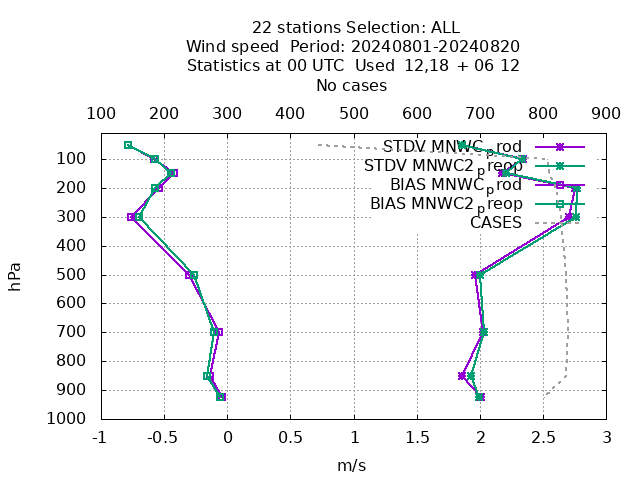 22 stations Selection: ALL
Wind speed  Period: 20240801-20240820
Statistics at 00 UTC  Used  12,18 + 06 12
No cases
100 200 300 400 500 600 700 800 900
STDV MNWC_prod
STDV MNWC2_preop
BIAS MNWC_prod
BIAS MNWC2_preop
CASES
100
200
300
400
500
600
700
800
900
1000
hPa
-1 -0.5 0 0.5 1 1.5 2 2.5 3
m/s